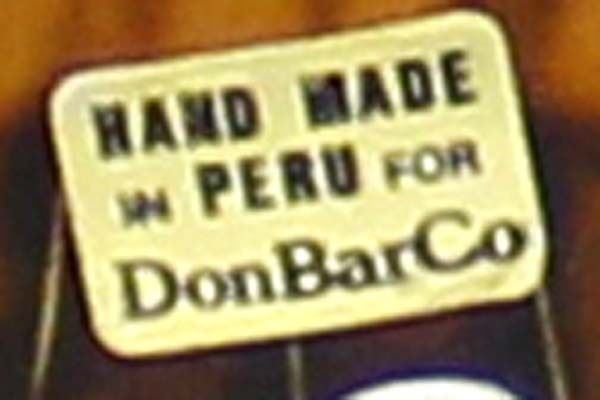 HAND MADE
IN PERU FOR
DonBarCo